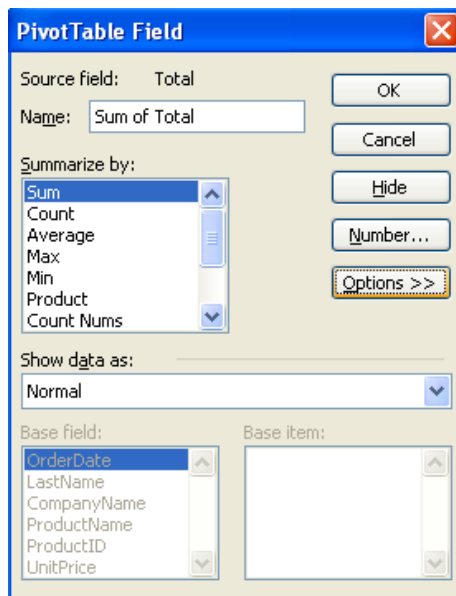 PivotTable Field
Source field: Total
OK
Name: Sum of Total
Cancel
Summarize by:
Sum
Hide
Count
Average
Number...
Max
Min
Options >>
Product
Count Nums
Show data as:
Normal
Base field: Base item:
OrderDate
LastName
CompanyName
ProductName
ProductID
UnitPrice